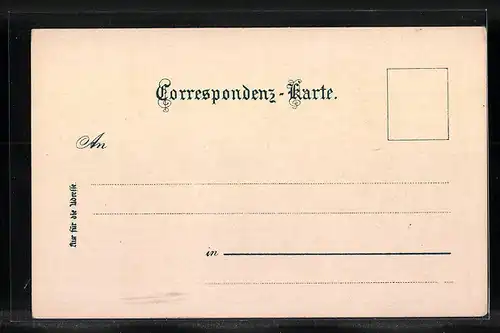 Correspondenz-Karte.
An
Nur für die Adresse.
in